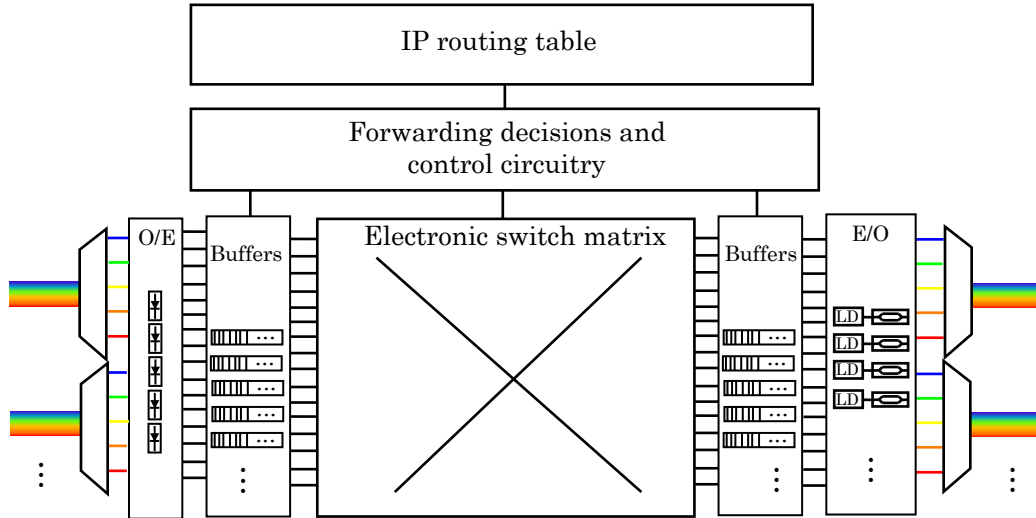 IP routing table
Forwarding decisions and
control circuitry
O/E
Buffers
Electronic switch matrix
Buffers
E/O
LD
LD
LD
LD